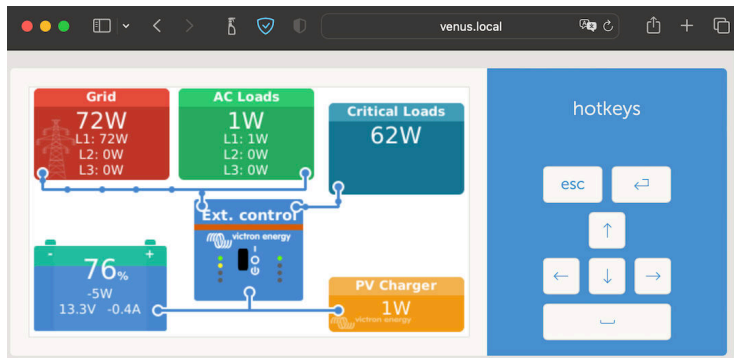 venus.local
Grid
72W
L1: 72W
L2: 0W
L3: 0W
AC Loads
1W
L1: 1W
L2: 0W
L3: 0W
Critical Loads
62W
Ext. control
victron energy
I
O
- +
76%
-5W
13.3V -0.4A
PV Charger
1W
victron energy
hotkeys
esc